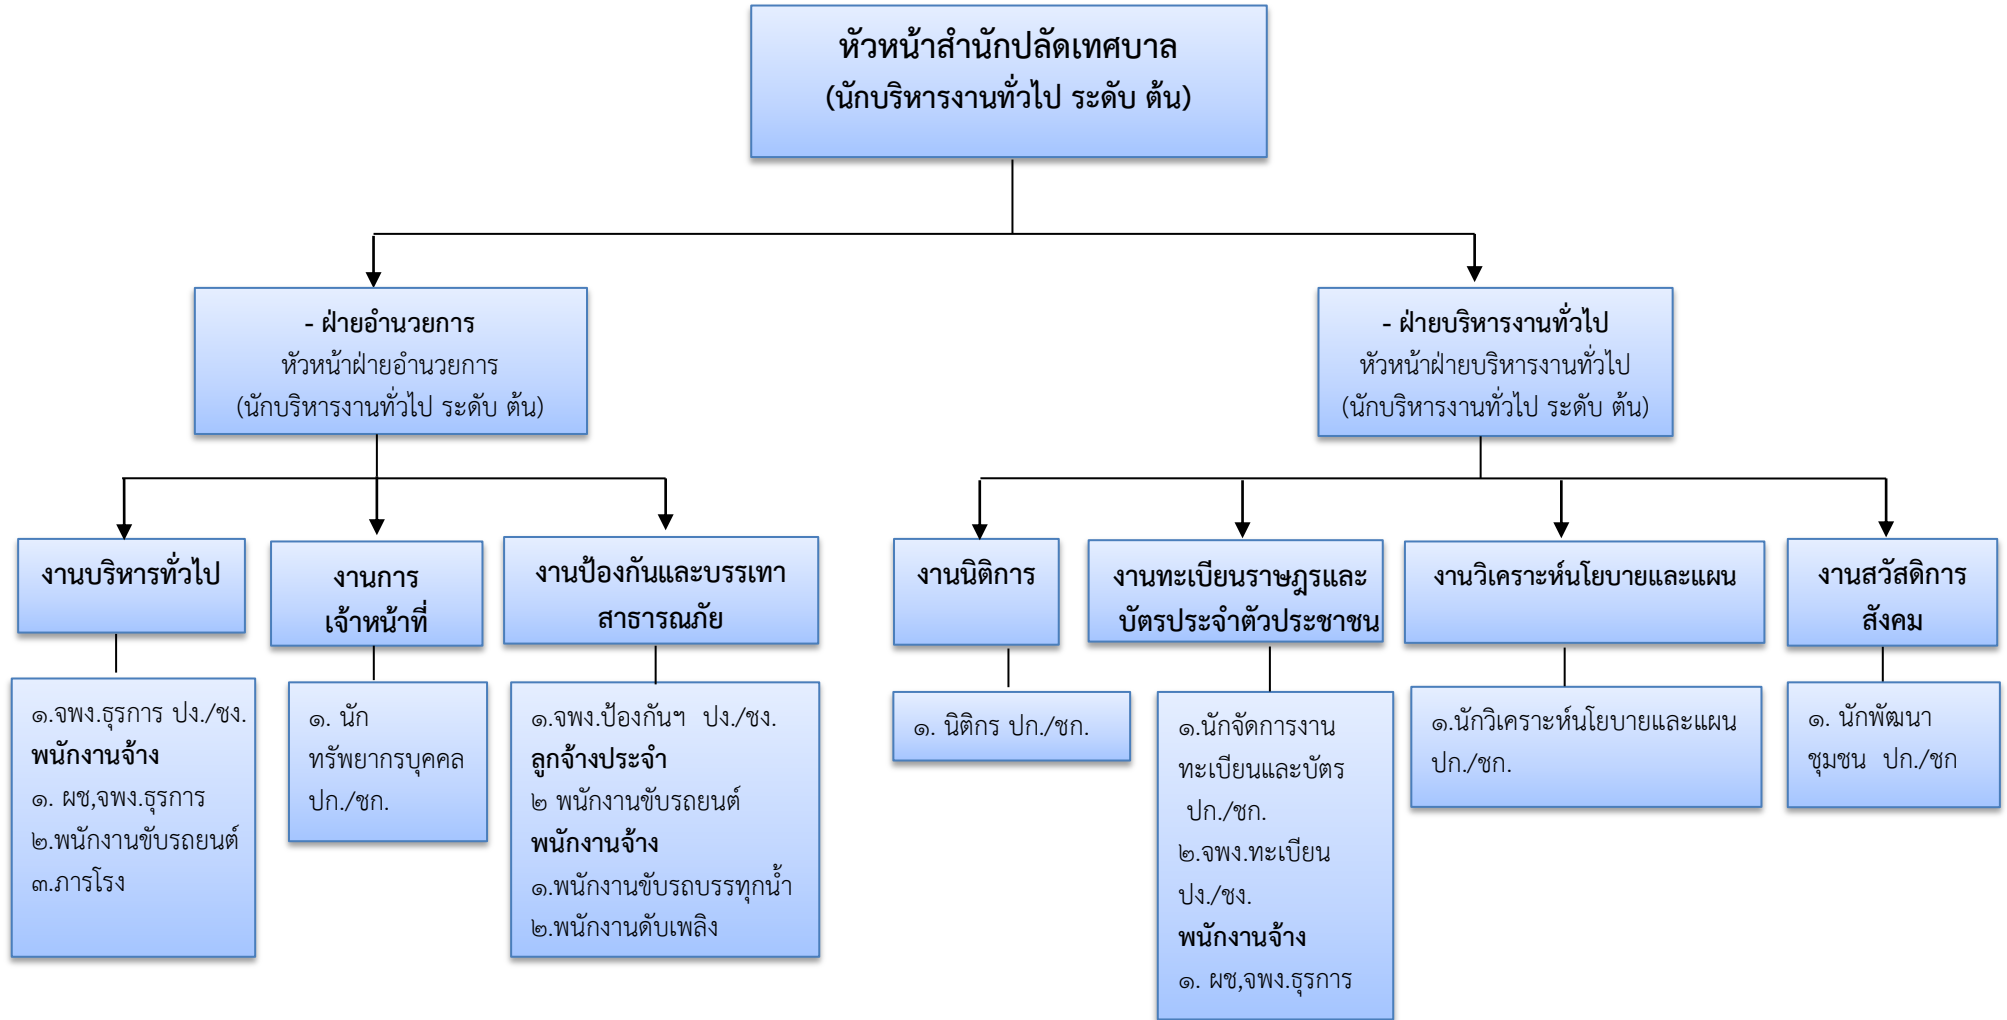 หัวหน้าสำนักปลัดเทศบาล
(นักบริหารงานทั่วไป ระดับ ต้น)
- ฝ่ายอำนวยการ
หัวหน้าฝ่ายอำนวยการ
(นักบริหารงานทั่วไป ระดับ ต้น)
- ฝ่ายบริหารงานทั่วไป
หัวหน้าฝ่ายบริหารงานทั่วไป
(นักบริหารงานทั่วไป ระดับ ต้น)
งานบริหารทั่วไป
งานการ
เจ้าหน้าที่
งานป้องกันและบรรเทา
สาธารณภัย
งานนิติการ
งานทะเบียนราษฎรและ
บัตรประจำตัวประชาชน
งานวิเคราะห์นโยบายและแผน
งานสวัสดิการ
สังคม
๑.จพง.ธุรการ ปง./ชง.
พนักงานจ้าง
๑. ผช,จพง.ธุรการ
๒.พนักงานขับรถยนต์
๓.ภารโรง
๑. นัก
ทรัพยากรบุคคล
ปก./ชก.
๑.จพง.ป้องกันฯ ปง./ชง.
ลูกจ้างประจำ
๒ พนักงานขับรถยนต์
พนักงานจ้าง
๑.พนักงานขับรถบรรทุกน้ำ
๒.พนักงานดับเพลิง
๑. นิติกร ปก./ชก.
๑.นักจัดการงาน
ทะเบียนและบัตร
ปก./ชก.
๒.จพง.ทะเบียน
ปง./ชง.
พนักงานจ้าง
๑. ผช,จพง.ธุรการ
๑.นักวิเคราะห์นโยบายและแผน
ปก./ชก.
๑. นักพัฒนา
ชุมชน ปก./ชก